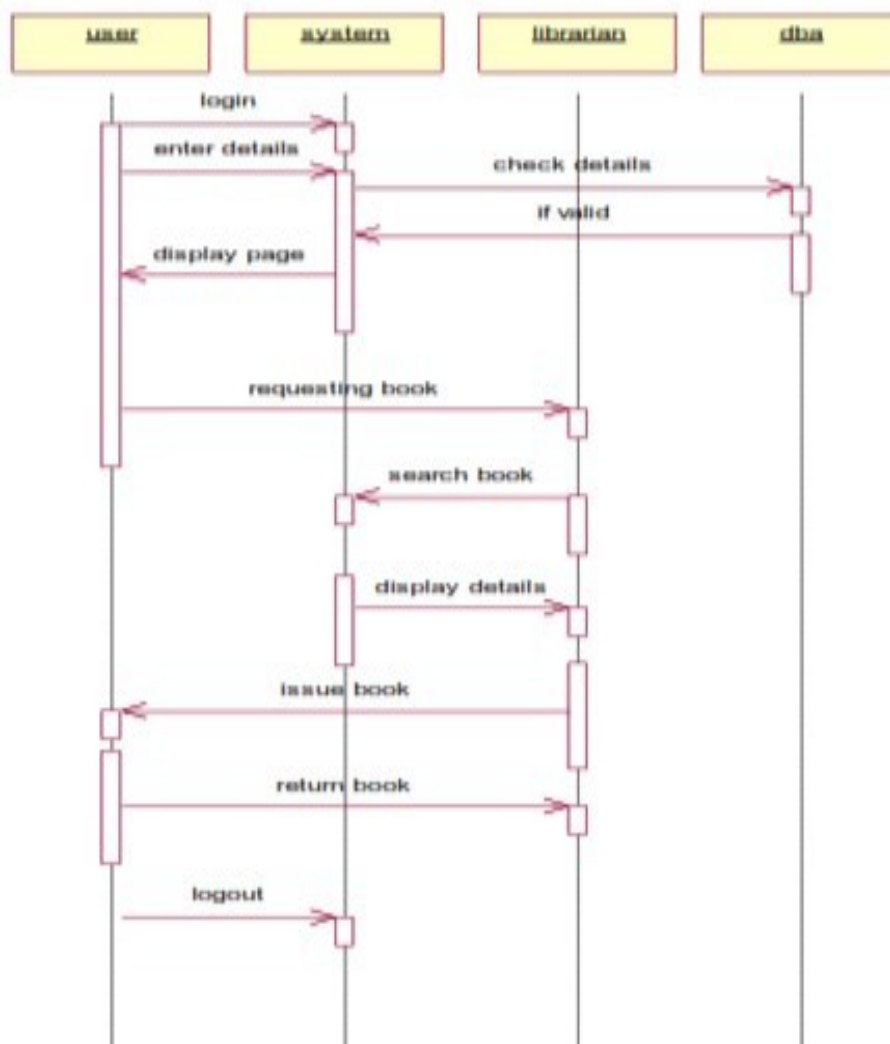 user system librarian dba
login
enter details
check details
if valid
display page
requesting book
search book
display details
issue book
return book
logout